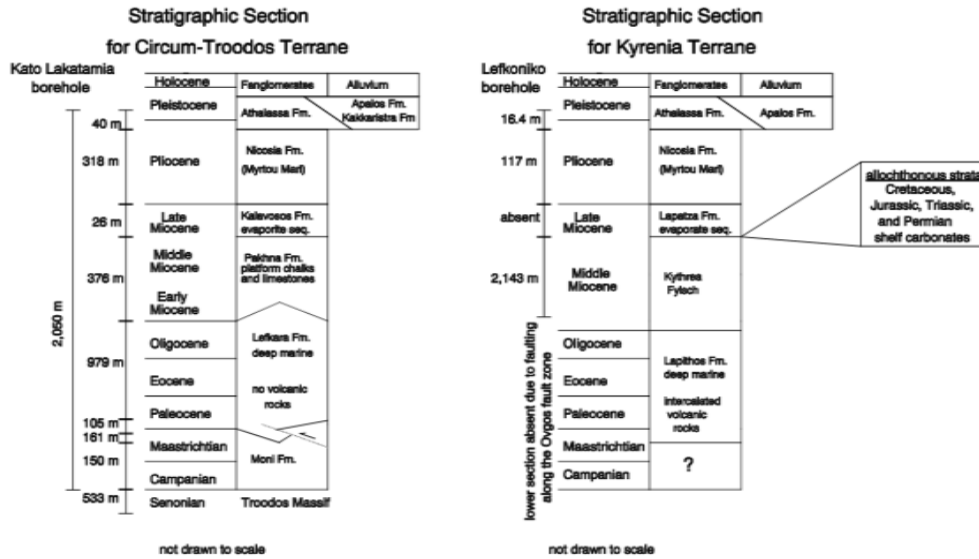 Stratigraphic Section
for Circum-Troodos Terrane
Kato Lakatamia
borehole
Holocene
Fanglomerates
Alluvium
Pleistocene
Athalassa Fm.
Apalos Fm.
Kakkaristra Fm
40 m
318 m
Pliocene
Nicosia Fm.
(Myrtou Marl)
26 m
Late
Miocene
Kalavosos Fm.
evaporite seq.
376 m
Middle
Miocene
Pakhna Fm.
platform chalks
and limestones
Early
Miocene
2,050 m
979 m
Oligocene
Lefkara Fm.
deep marine
Eocene
no volcanic
rocks
Paleocene
105 m
161 m
150 m
Maastrichtian
Moni Fm.
Campanian
533 m
Senonian
Troodos Massif
not drawn to scale
Stratigraphic Section
for Kyrenia Terrane
Lefkoniko
borehole
Holocene
Fanglomerates
Alluvium
Pleistocene
Athalassa Fm.
Apalos Fm.
16.4 m
117 m
Pliocene
Nicosia Fm.
(Myrtou Marl)
absent
Late
Miocene
Lapatza Fm.
evaporate seq.
2,143 m
Middle
Miocene
Kythrea
Fylsch
lower section absent due to faulting
along the Ovgos fault zone
Oligocene
Lapithos Fm.
deep marine
Eocene
Paleocene
intercalated
volcanic
rocks
Maastrichtian
?
Campanian
not drawn to scale
allochthonous strata
Cretaceous,
Jurassic, Triassic,
and Permian
shelf carbonates